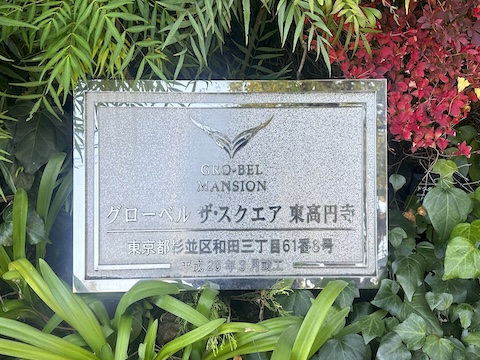 GRO-BEL
MANSION
グローベル ザ・スクエア 東高円寺
東京都杉並区和田三丁目61番8号
平成29年3月竣工